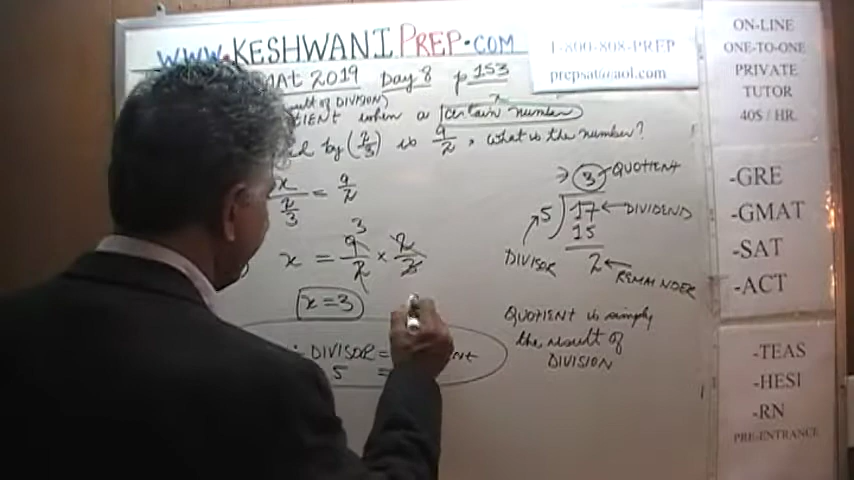 www.KESHWANIPREP.COM
MAt 2019 Day 8 p 153
result of DIVISION)
when a certain number x
by (2/3) is 9/2, what is the number?
x / 2/3 = 9/2
x = 9/2 × 2/3
3
x = 3
DIVISOR =
5 =
3 QUOTIENT
5 17 DIVIDEND
15
DIVISOR 2 REMAINDER
QUOTIENT is simply
the result of
DIVISION
1-800-808-PREP
prepsat@aol.com
ON-LINE
ONE-TO-ONE
PRIVATE
TUTOR
40$ / HR.
-GRE
-GMAT
-SAT
-ACT
-TEAS
-HESI
-RN
PRE-ENTRANCE